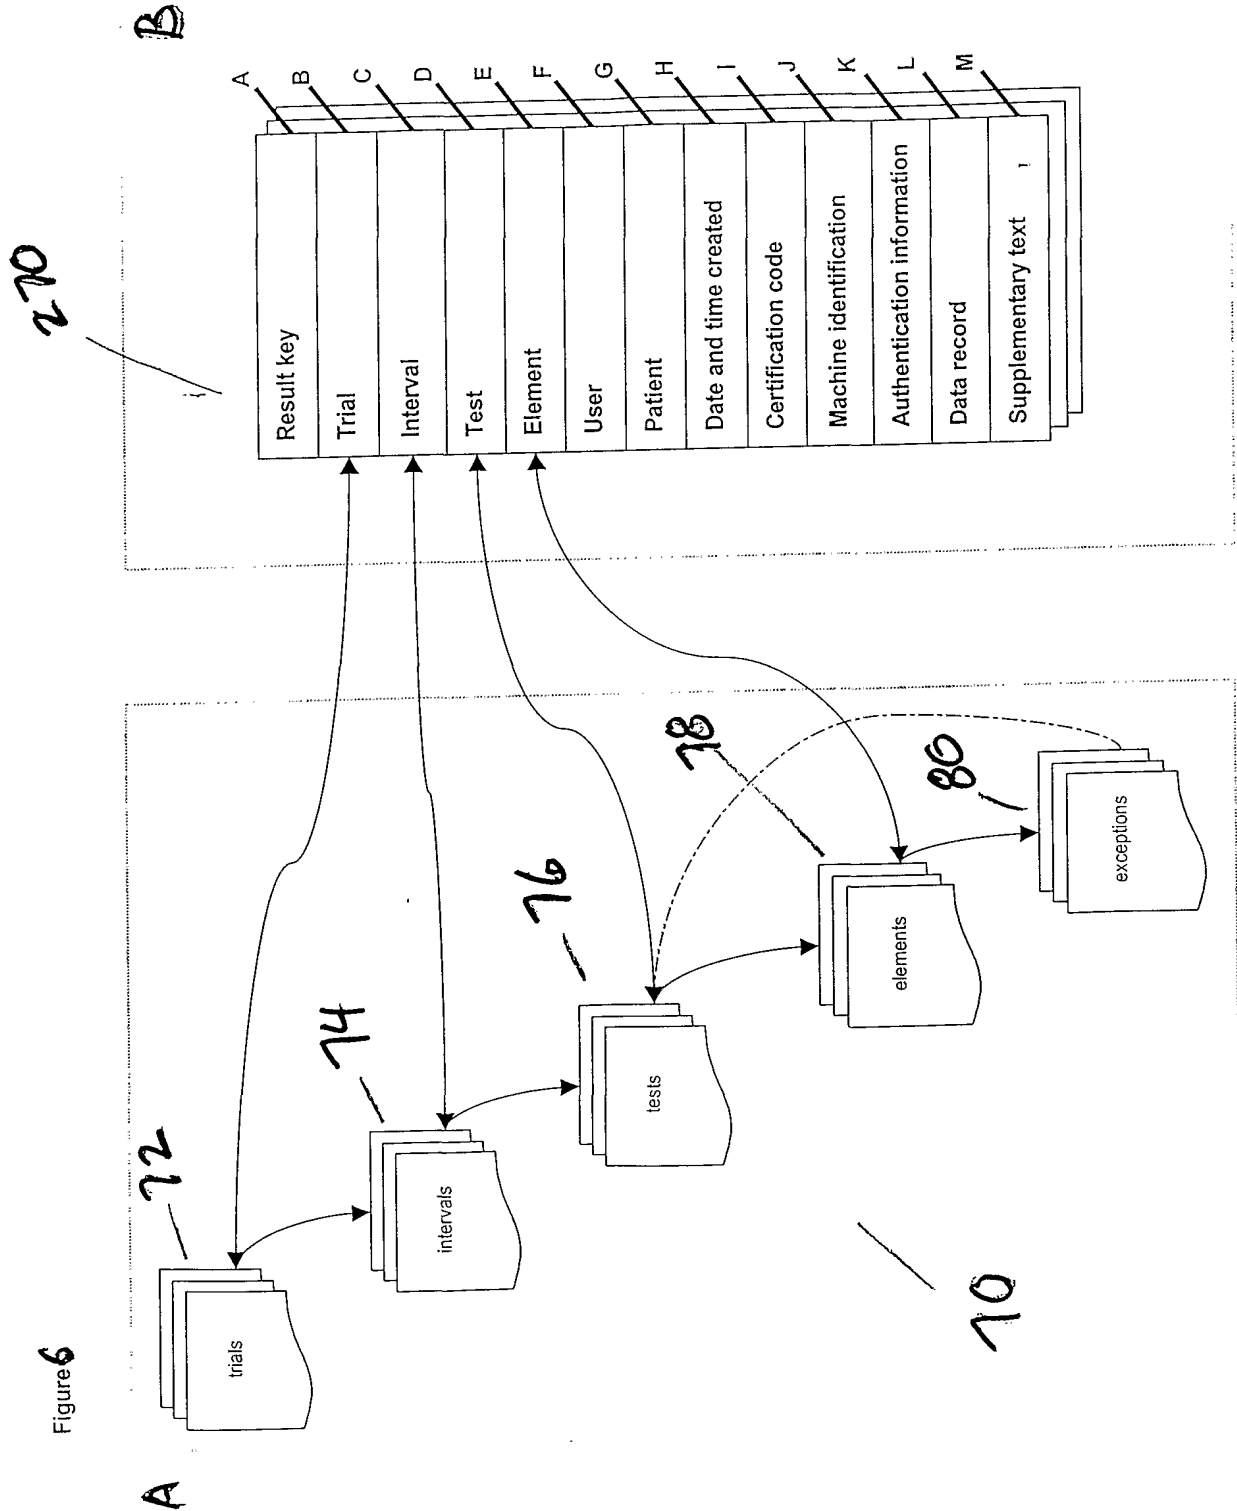 Figure 6
A
B
72
trials
74
intervals
76
tests
78
elements
80
exceptions
70
270
Result key
A
Trial
B
Interval
C
Test
D
Element
E
User
F
Patient
G
Date and time created
H
Certification code
I
Machine identification
J
Authentication information
K
Data record
L
Supplementary text
M